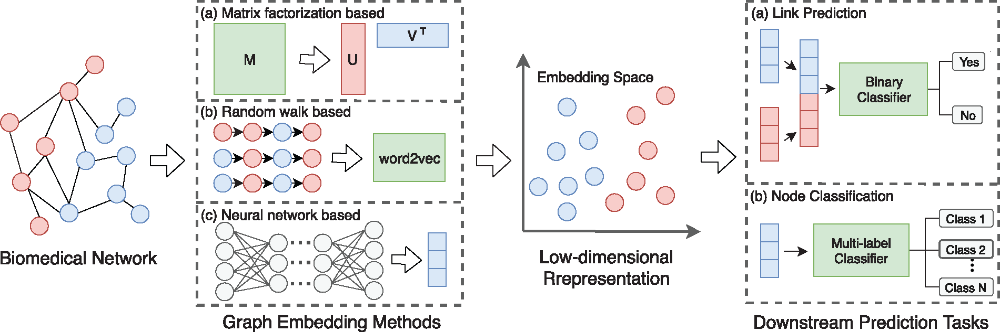 Biomedical Network
(a) Matrix factorization based
M
U
V T
(b) Random walk based
word2vec
(c) Neural network based
Graph Embedding Methods
Embedding Space
Low-dimensional
Rrepresentation
(a) Link Prediction
Binary
Classifier
Yes
No
(b) Node Classification
Multi-label
Classifier
Class 1
Class 2
Class N
Downstream Prediction Tasks